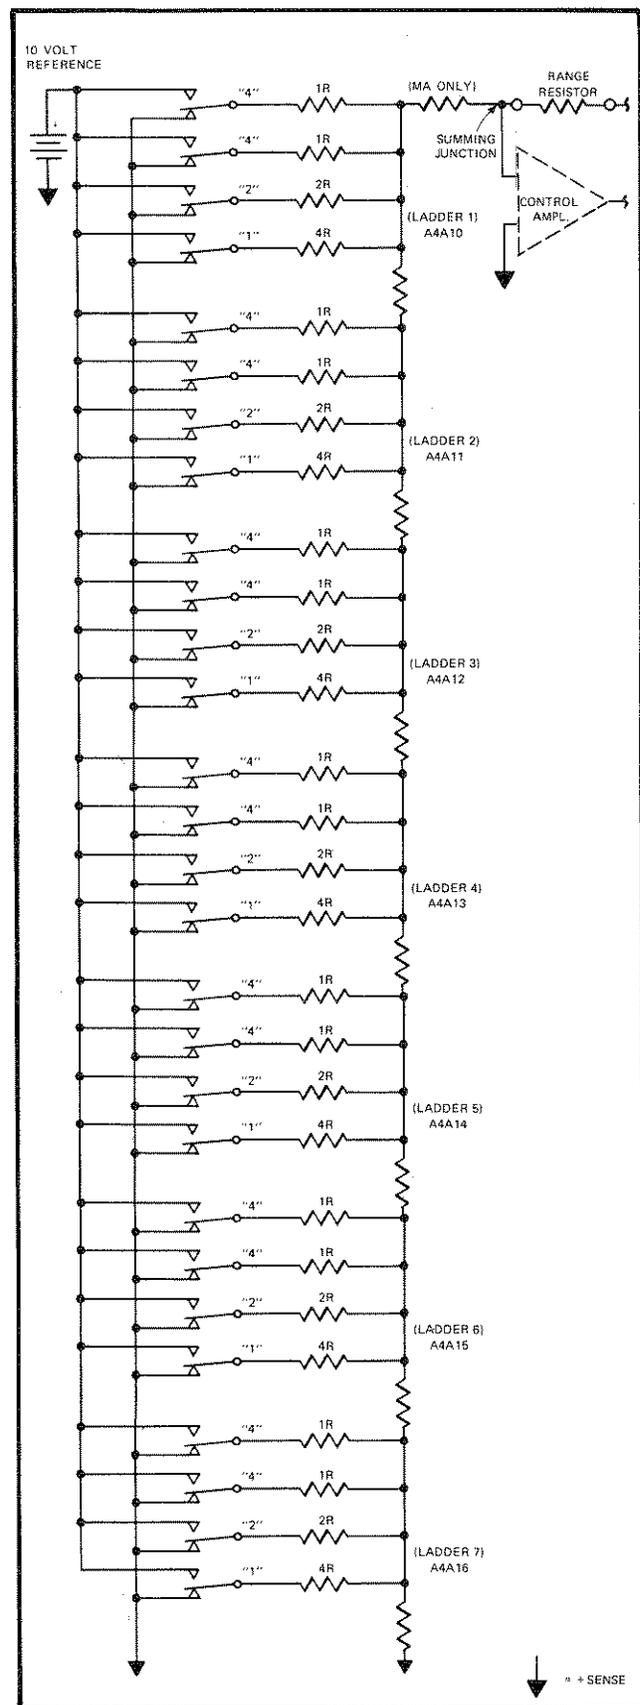 10 VOLT
REFERENCE
"4"
1R
(MA ONLY)
RANGE
RESISTOR
SUMMING
JUNCTION
CONTROL
AMPL.
"4"
1R
"2"
2R
(LADDER 1)
A4A10
"1"
4R
"4"
1R
"4"
1R
"2"
2R
(LADDER 2)
A4A11
"1"
4R
"4"
1R
"4"
1R
"2"
2R
(LADDER 3)
A4A12
"1"
4R
"4"
1R
"4"
1R
"2"
2R
(LADDER 4)
A4A13
"1"
4R
"4"
1R
"4"
1R
"2"
2R
(LADDER 5)
A4A14
"1"
4R
"4"
1R
"4"
1R
"2"
2R
(LADDER 6)
A4A15
"1"
4R
"4"
1R
"4"
1R
"2"
2R
(LADDER 7)
A4A16
"1"
4R
+ SENSE